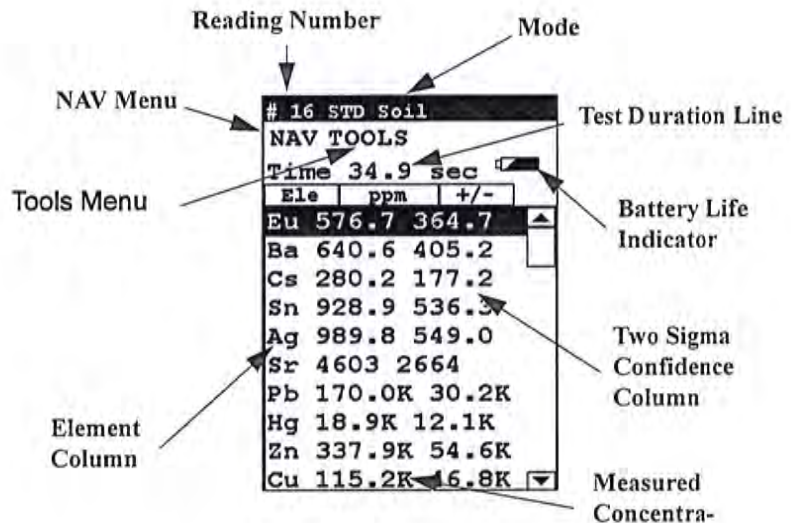 Reading Number
Mode
NAV Menu
# 16 STD Soil
NAV TOOLS
Test Duration Line
Time 34.9 sec
Tools Menu
Ele ppm +/-
Battery Life
Indicator
Eu 576.7 364.7
Ba 640.6 405.2
Cs 280.2 177.2
Sn 928.9 536.3
Ag 989.8 549.0
Two Sigma
Confidence
Column
Sr 4603 2664
Pb 170.0K 30.2K
Hg 18.9K 12.1K
Element
Column
Zn 337.9K 54.6K
Cu 115.2K 16.8K
Measured
Concentra-